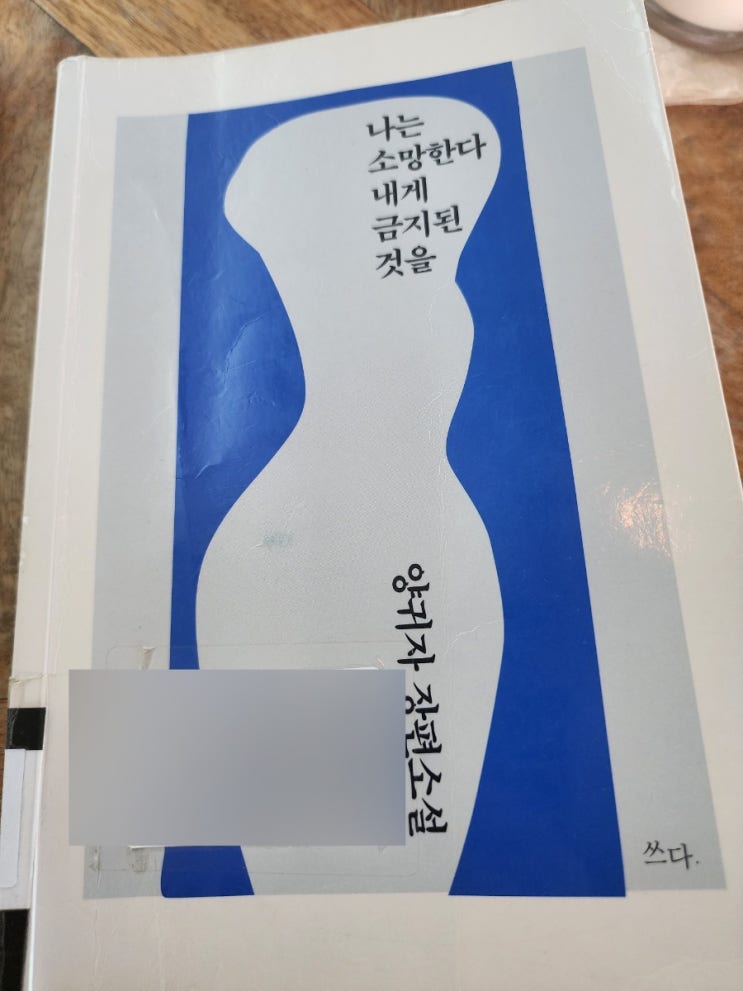 나는
소망한다
내게
금지된
것을
양귀자 장편소설
쓰다.